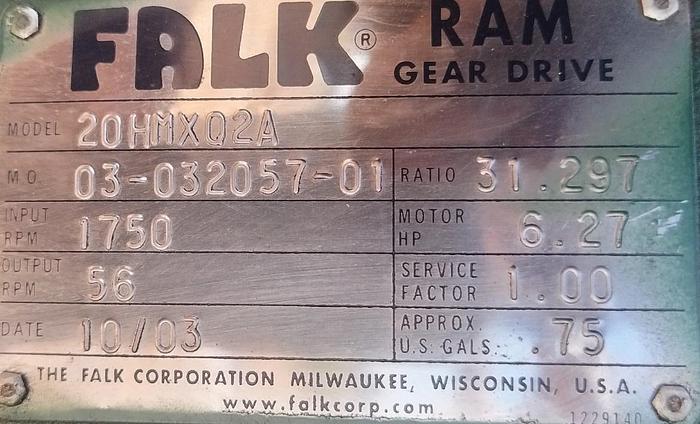 FALK® RAM
GEAR DRIVE
MODEL 20HMXQ2A
M O 03-032057-01 RATIO 31.297
INPUT RPM 1750 MOTOR HP 6.27
OUTPUT RPM 56 SERVICE FACTOR 1.00
DATE 10/03 APPROX. U.S. GALS. .75
THE FALK CORPORATION MILWAUKEE, WISCONSIN, U.S.A.
www.falkcorp.com
1229140